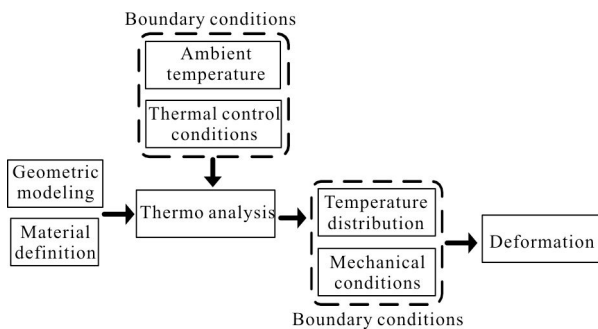 Boundary conditions
Ambient
temperature
Thermal control
conditions
Geometric
modeling
Material
definition
Thermo analysis
Temperature
distribution
Mechanical
conditions
Boundary conditions
Deformation